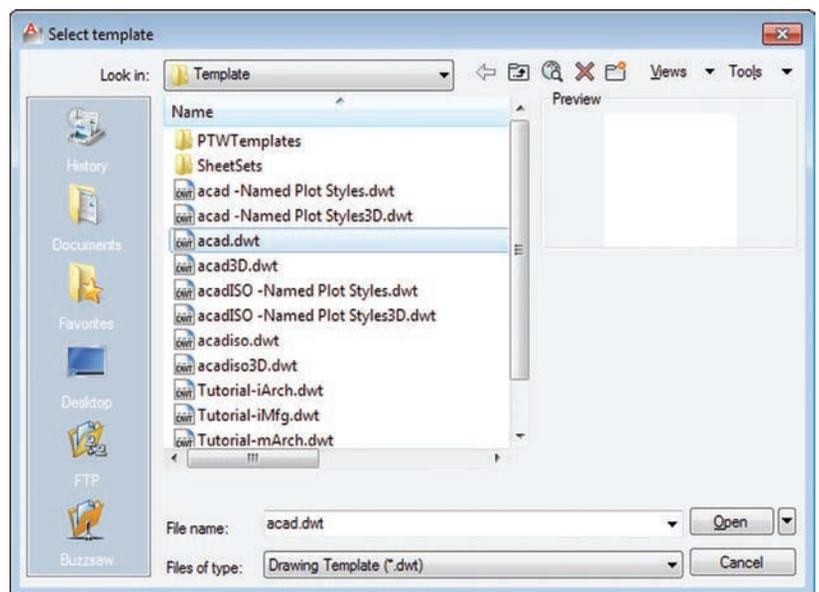 Select template
Look in: Template Views Tools
Name
Preview
PTWTemplates
SheetSets
acad -Named Plot Styles.dwt
acad -Named Plot Styles3D.dwt
acad.dwt
acad3D.dwt
acadISO -Named Plot Styles.dwt
acadISO -Named Plot Styles3D.dwt
acadiso.dwt
acadiso3D.dwt
Tutorial-iArch.dwt
Tutorial-iMfg.dwt
Tutorial-mArch.dwt
History
Documents
Favorites
Desktop
FTP
Buzzsaw
File name: acad.dwt Open
Files of type: Drawing Template (*.dwt) Cancel